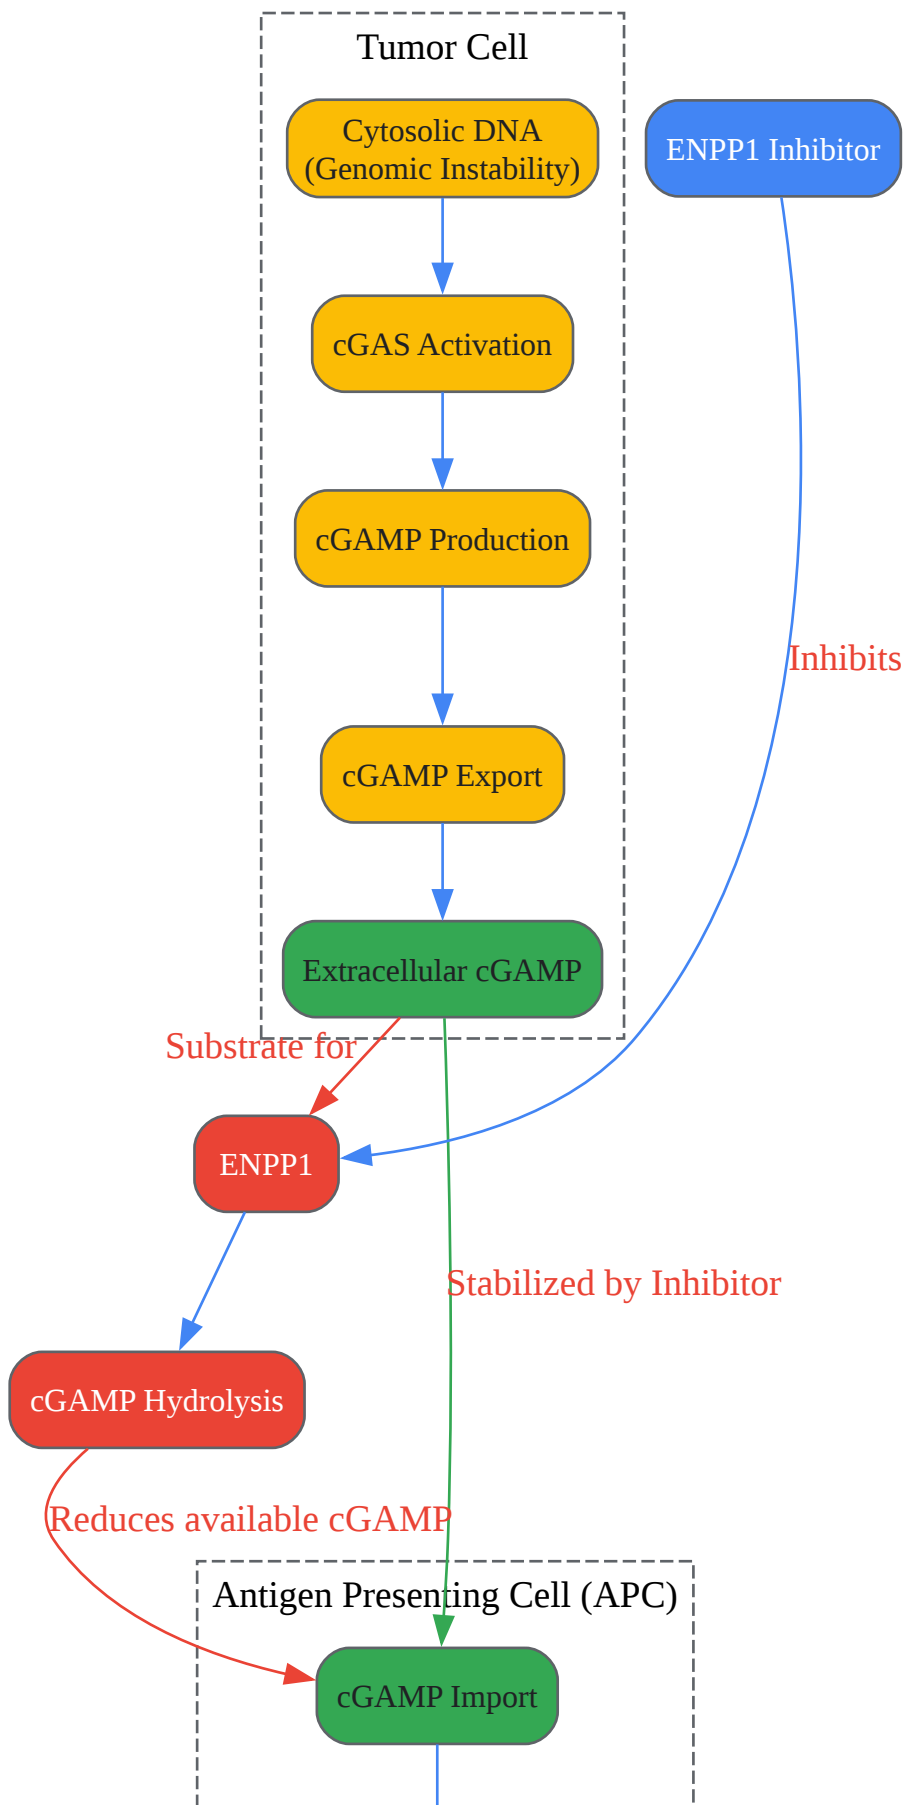 Tumor Cell
Cytosolic DNA
(Genomic Instability)
ENPP1 Inhibitor
cGAS Activation
cGAMP Production
Inhibits
cGAMP Export
Extracellular cGAMP
Substrate for
ENPP1
Stabilized by Inhibitor
cGAMP Hydrolysis
Reduces available cGAMP
Antigen Presenting Cell (APC)
cGAMP Import